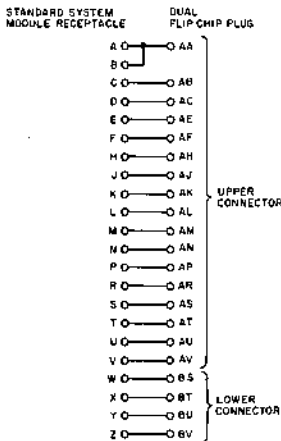 STANDARD SYSTEM MODULE RECEPTACLE
DUAL FLIP CHIP PLUG
A AA
B
C AB
D AC
E AE
F AF
H AH
J AJ
K AK
L AL
M AM
N AN
P AP
R AR
S AS
T AT
U AU
V AV
UPPER CONNECTOR
W BS
X BT
Y BU
Z BV
LOWER CONNECTOR